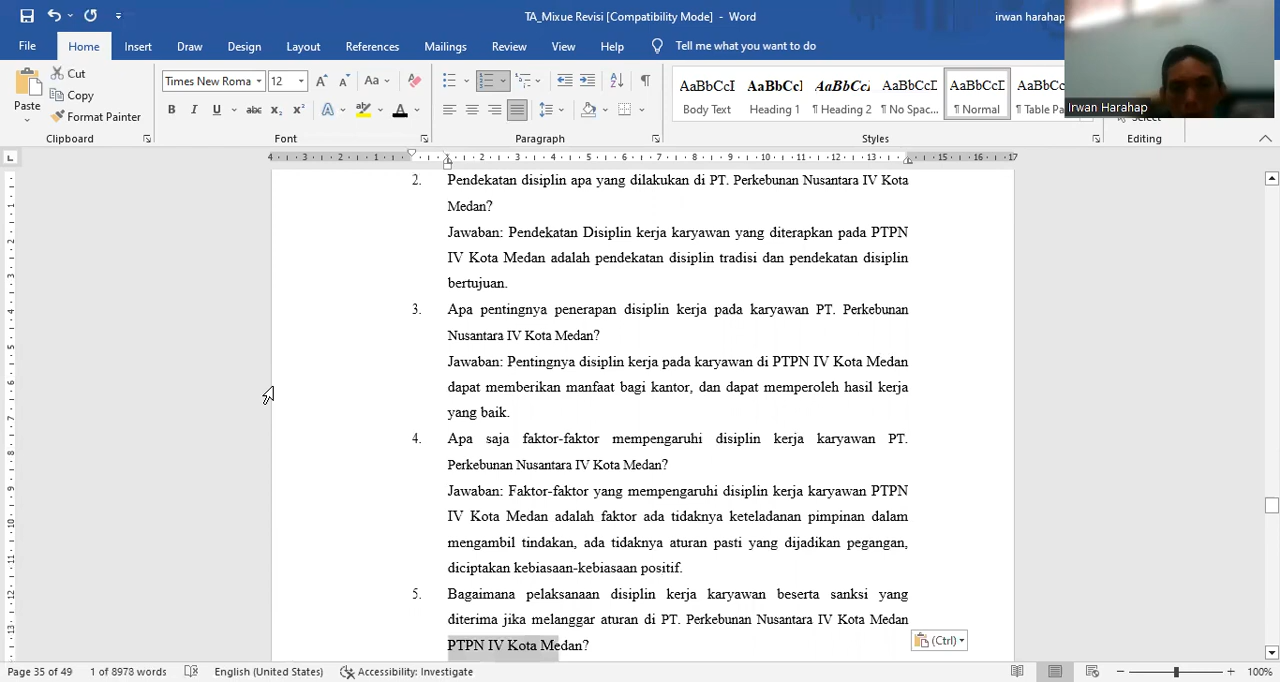 TA_Mixue Revisi [Compatibility Mode] - Word
irwan harahap
File Home Insert Draw Design Layout References Mailings Review View Help Tell me what you want to do
Paste
Cut
Copy
Format Painter
Clipboard
Times New Roma 12
Font
Paragraph
AaBbCcI AaBbCcl AaBbCcI AaBbCcD AaBbCcD AaBbCcD
Body Text Heading 1 ¶ Heading 2 ¶ No Spac... ¶ Normal ¶ Table Pa
Styles
Editing
Irwan Harahap
2. Pendekatan disiplin apa yang dilakukan di PT. Perkebunan Nusantara IV Kota
Medan?
Jawaban: Pendekatan Disiplin kerja karyawan yang diterapkan pada PTPN
IV Kota Medan adalah pendekatan disiplin tradisi dan pendekatan disiplin
bertujuan.
3. Apa pentingnya penerapan disiplin kerja pada karyawan PT. Perkebunan
Nusantara IV Kota Medan?
Jawaban: Pentingnya disiplin kerja pada karyawan di PTPN IV Kota Medan
dapat memberikan manfaat bagi kantor, dan dapat memperoleh hasil kerja
yang baik.
4. Apa saja faktor-faktor mempengaruhi disiplin kerja karyawan PT.
Perkebunan Nusantara IV Kota Medan?
Jawaban: Faktor-faktor yang mempengaruhi disiplin kerja karyawan PTPN
IV Kota Medan adalah faktor ada tidaknya keteladanan pimpinan dalam
mengambil tindakan, ada tidaknya aturan pasti yang dijadikan pegangan,
diciptakan kebiasaan-kebiasaan positif.
5. Bagaimana pelaksanaan disiplin kerja karyawan beserta sanksi yang
diterima jika melanggar aturan di PT. Perkebunan Nusantara IV Kota Medan
PTPN IV Kota Medan?
(Ctrl)
Page 35 of 49 1 of 8978 words English (United States) Accessibility: Investigate 100%